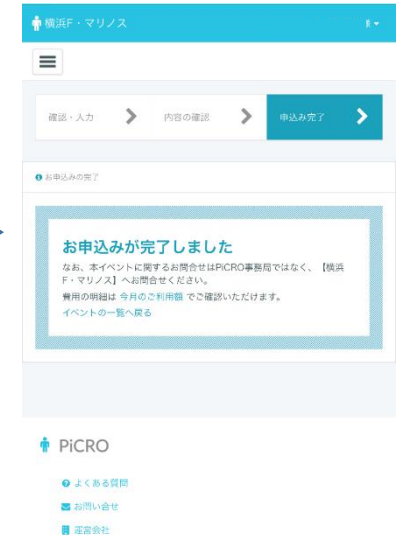 横浜F・マリノス
確認・入力
内容の確認
申込み完了
お申込みの完了
お申込みが完了しました
なお、本イベントに関するお問合せはPiCRO事務局ではなく、【横浜
F・マリノス】へお問合せください。
費用の明細は 今月のご利用額 でご確認いただけます。
イベントの一覧へ戻る
PiCRO
よくある質問
お問い合せ
運営会社